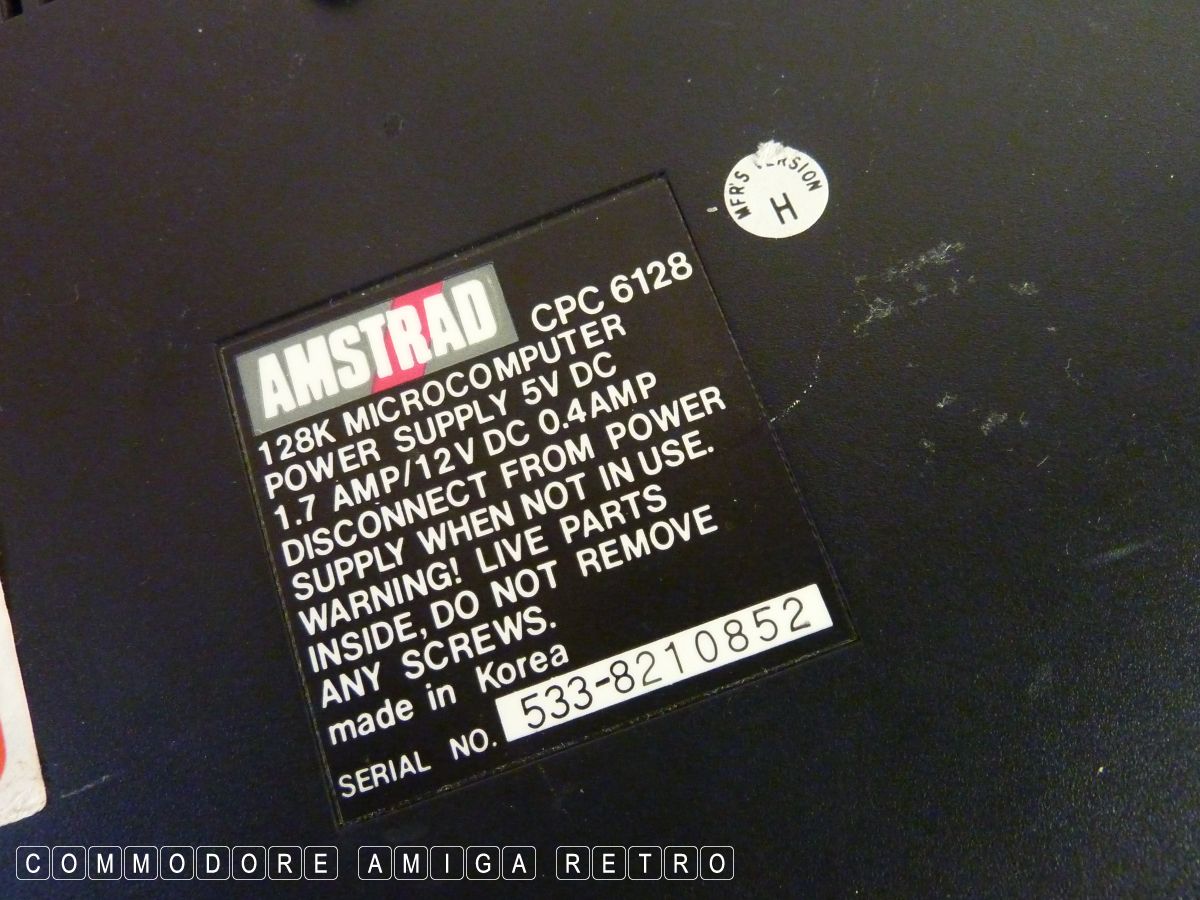 MFR'S VERSION
H
AMSTRAD CPC 6128
128K MICROCOMPUTER
POWER SUPPLY 5V DC
1.7 AMP/12V DC 0.4AMP
DISCONNECT FROM POWER
SUPPLY WHEN NOT IN USE.
WARNING! LIVE PARTS
INSIDE, DO NOT REMOVE
ANY SCREWS.
made in Korea
SERIAL NO. 533-8210852
COMMODORE AMIGA RETRO